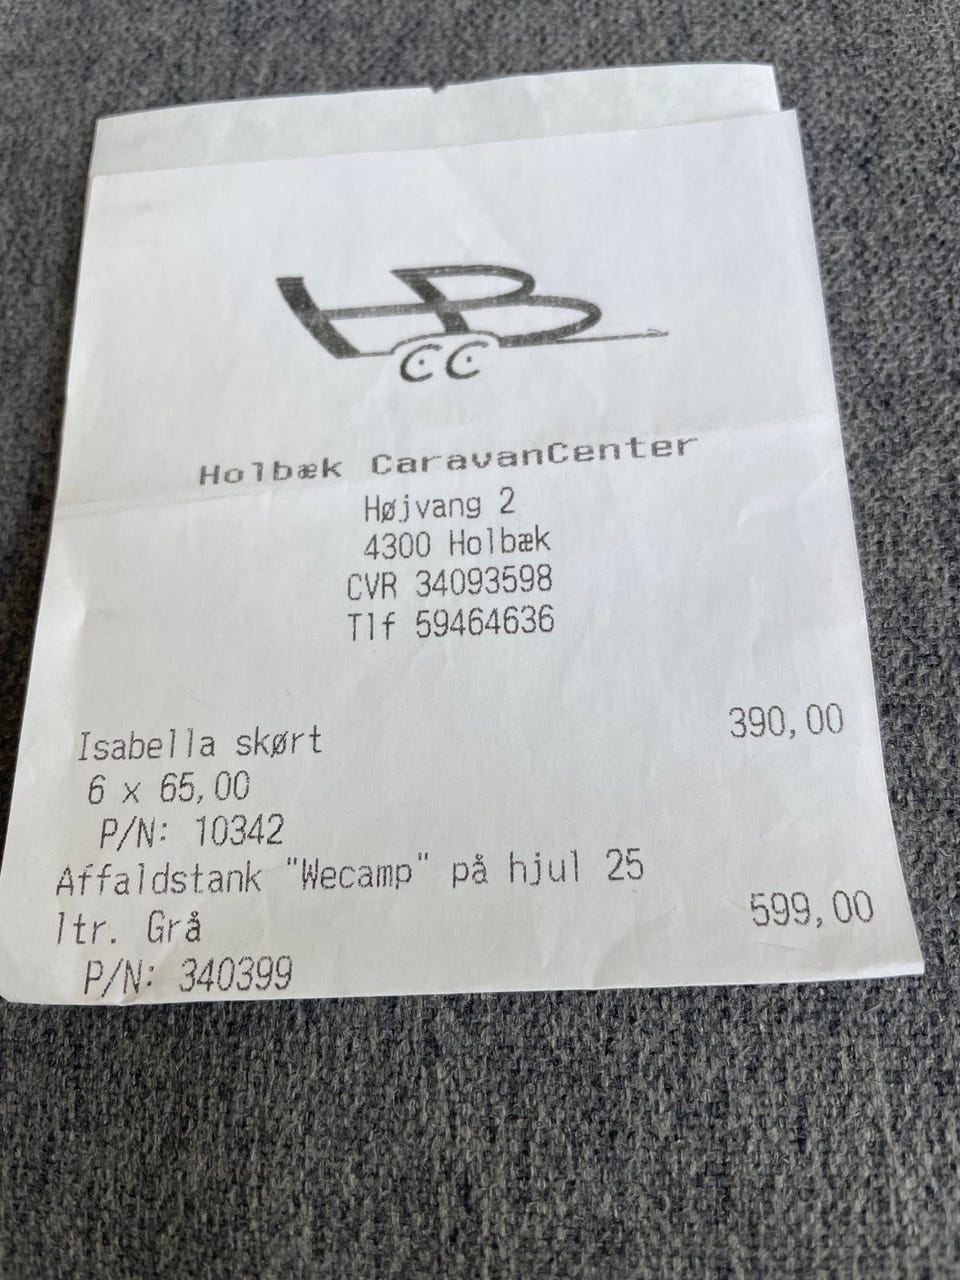 HB
CC
Holbæk CaravanCenter
Højvang 2
4300 Holbæk
CVR 34093598
Tlf 59464636
Isabella skørt 390,00
6 x 65,00
P/N: 10342
Affaldstank "Wecamp" på hjul 25
ltr. Grå 599,00
P/N: 340399